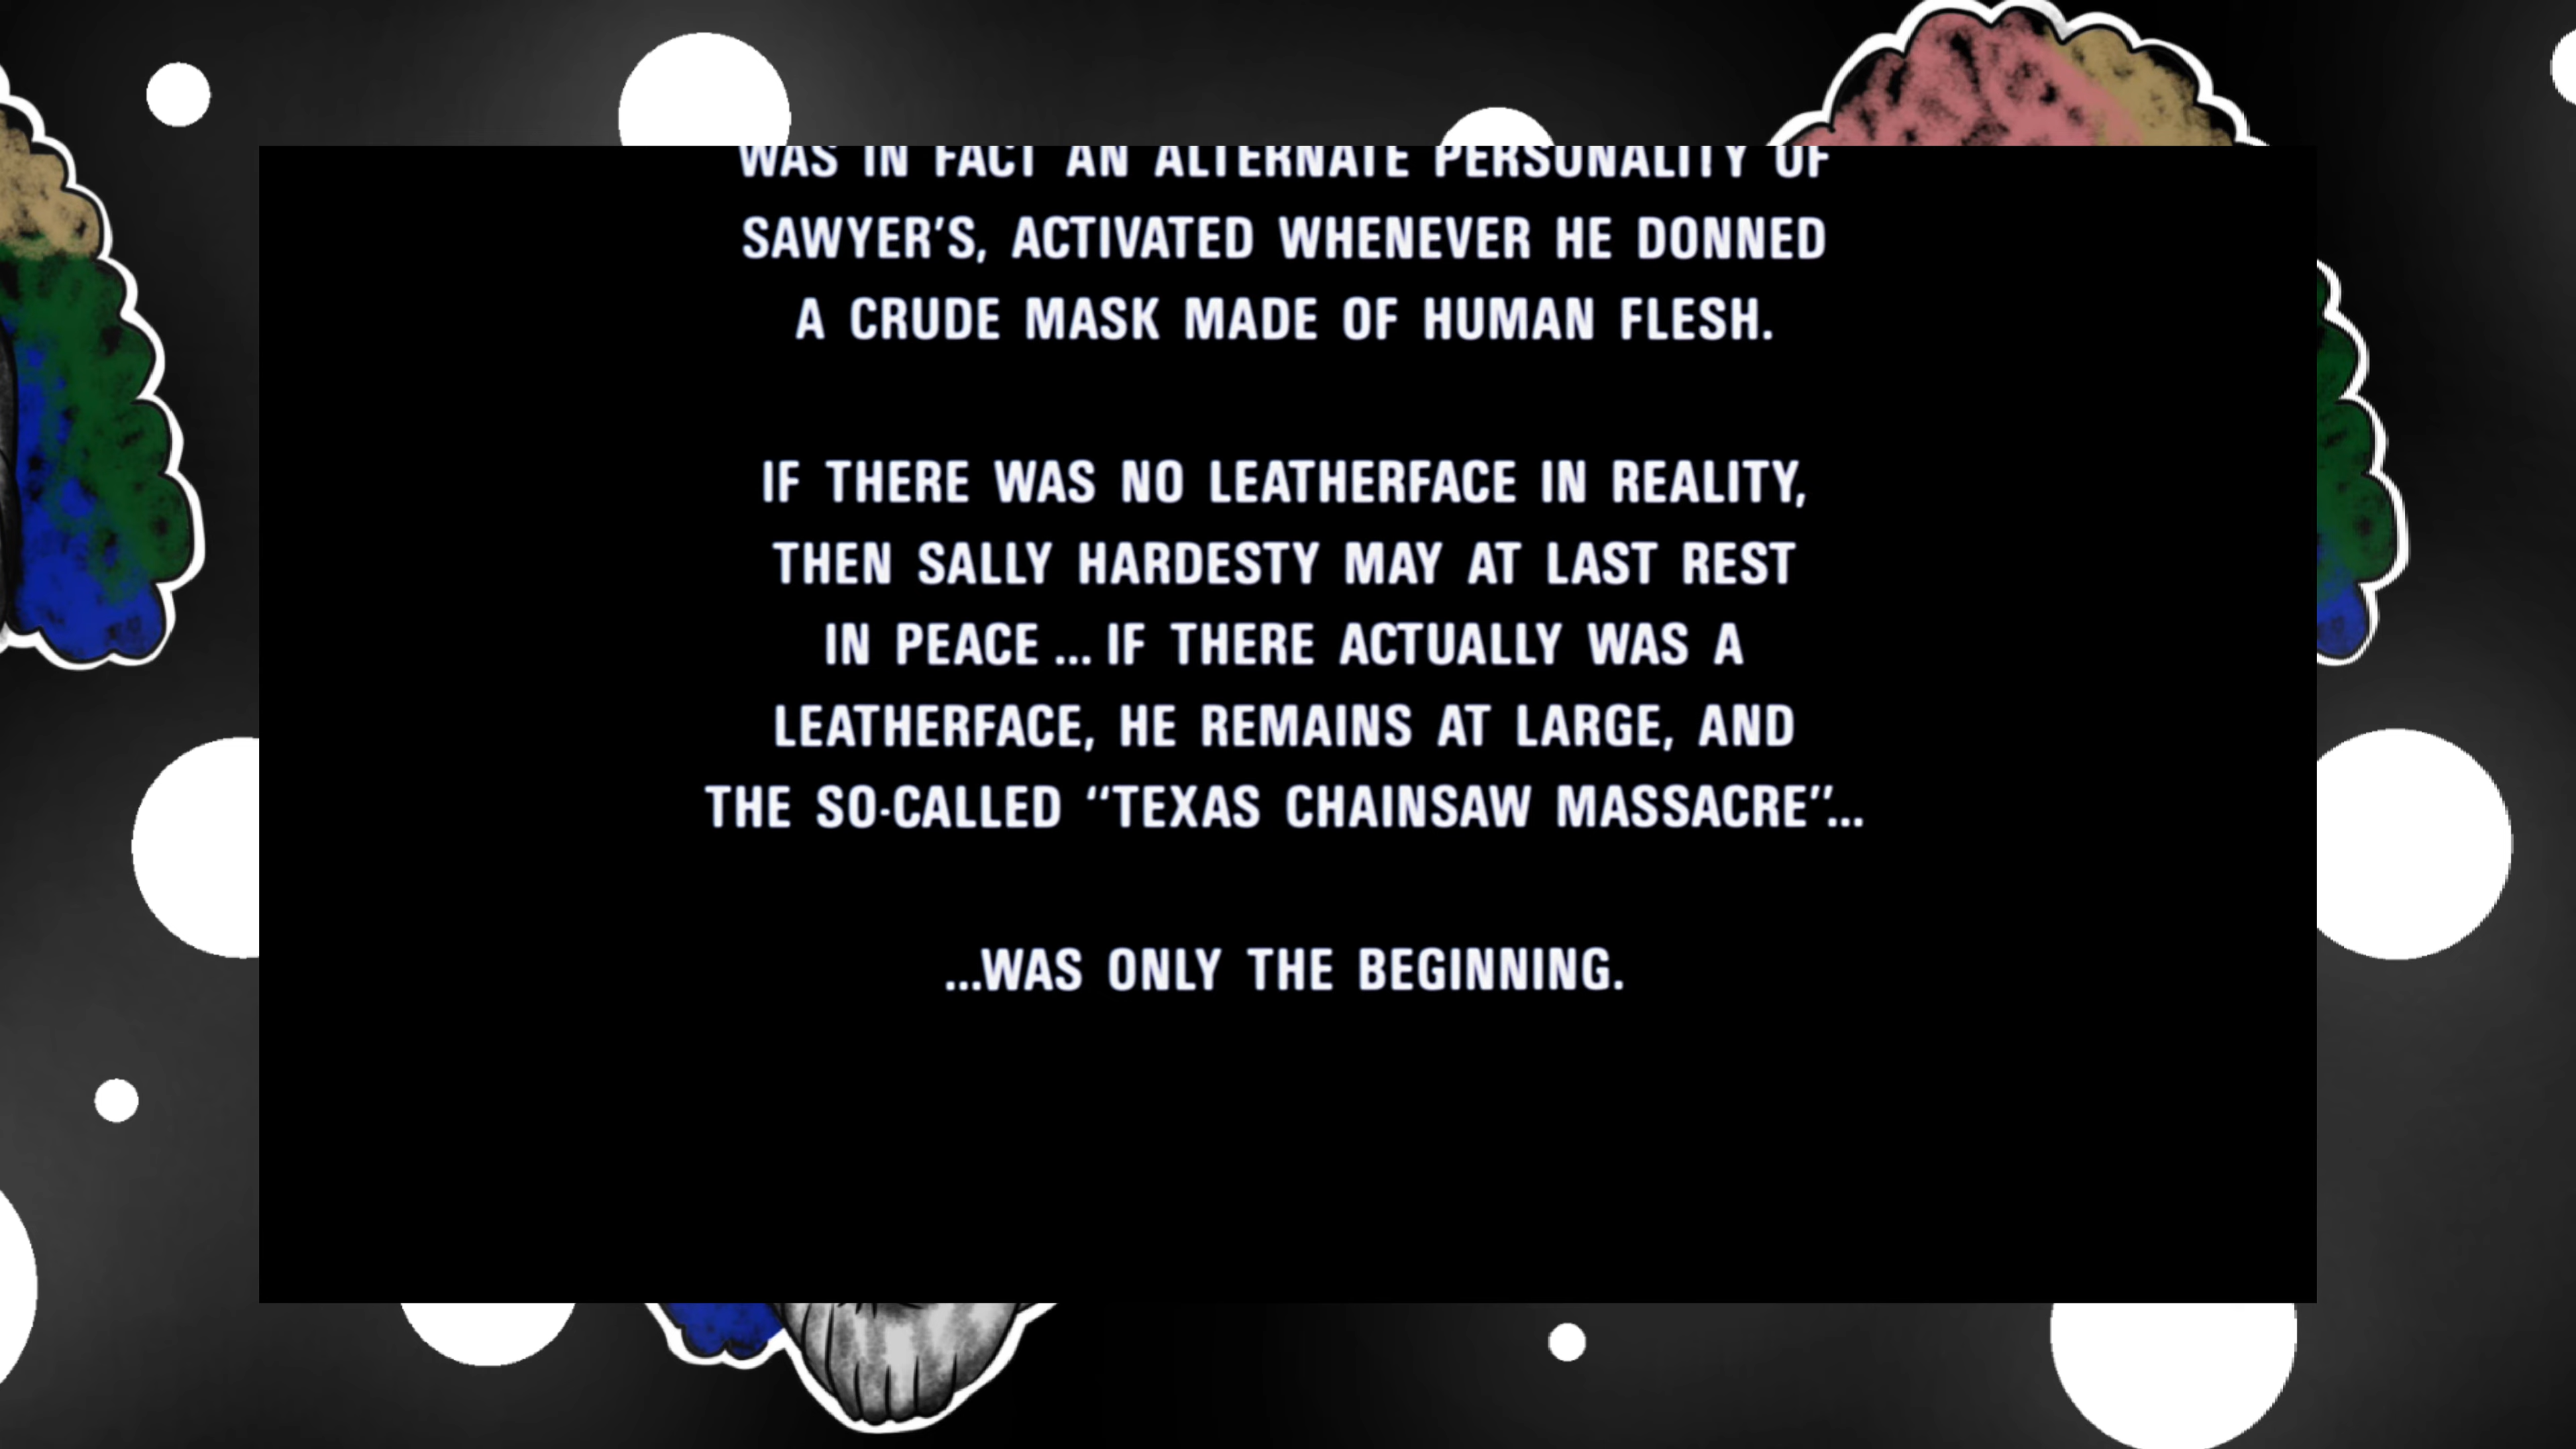 WAS IN FACT AN ALTERNATE PERSONALITY OF
SAWYER'S, ACTIVATED WHENEVER HE DONNED
A CRUDE MASK MADE OF HUMAN FLESH.
IF THERE WAS NO LEATHERFACE IN REALITY,
THEN SALLY HARDESTY MAY AT LAST REST
IN PEACE ... IF THERE ACTUALLY WAS A
LEATHERFACE, HE REMAINS AT LARGE, AND
THE SO-CALLED "TEXAS CHAINSAW MASSACRE"...
...WAS ONLY THE BEGINNING.